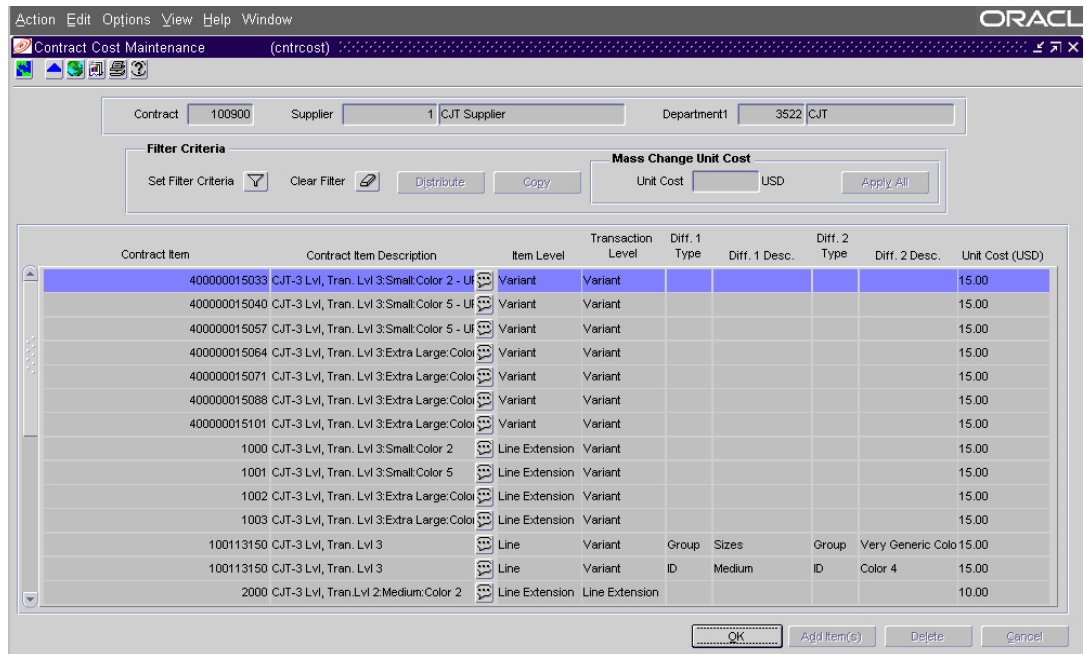 Action Edit Options View Help Window ORACL
Contract Cost Maintenance (cntrcost)
Contract 100900 Supplier 1 CJT Supplier Department1 3522 CJT
Filter Criteria
Mass Change Unit Cost
Set Filter Criteria Clear Filter Distribute Copy Unit Cost USD Apply All
Contract Item Contract Item Description Item Level Transaction Level Diff. 1 Type Diff. 1 Desc. Diff. 2 Type Diff. 2 Desc. Unit Cost (USD)
400000015033 CJT-3 Lvl, Tran. Lvl 3:Small:Color 2 - UF Variant Variant 15.00
400000015040 CJT-3 Lvl, Tran. Lvl 3:Small:Color 5 - UF Variant Variant 15.00
400000015057 CJT-3 Lvl, Tran. Lvl 3:Small:Color 5 - UF Variant Variant 15.00
400000015064 CJT-3 Lvl, Tran. Lvl 3:Extra Large:Color Variant Variant 15.00
400000015071 CJT-3 Lvl, Tran. Lvl 3:Extra Large:Color Variant Variant 15.00
400000015088 CJT-3 Lvl, Tran. Lvl 3:Extra Large:Color Variant Variant 15.00
400000015101 CJT-3 Lvl, Tran. Lvl 3:Extra Large:Color Variant Variant 15.00
1000 CJT-3 Lvl, Tran. Lvl 3:Small:Color 2 Line Extension Variant 15.00
1001 CJT-3 Lvl, Tran. Lvl 3:Small:Color 5 Line Extension Variant 15.00
1002 CJT-3 Lvl, Tran. Lvl 3:Extra Large:Color Line Extension Variant 15.00
1003 CJT-3 Lvl, Tran. Lvl 3:Extra Large:Color Line Extension Variant 15.00
100113150 CJT-3 Lvl, Tran. Lvl 3 Line Variant Group Sizes Group Very Generic Colo 15.00
100113150 CJT-3 Lvl, Tran. Lvl 3 Line Variant ID Medium ID Color 4 15.00
2000 CJT-3 Lvl, Tran.Lvl 2:Medium:Color 2 Line Extension Line Extension 10.00
OK Add Item(s) Delete Cancel